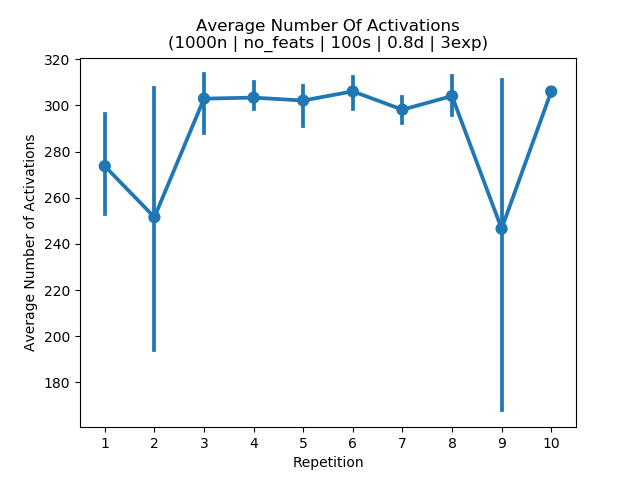 Average Number Of Activations
(1000n | no_feats | 100s | 0.8d | 3exp)
320
300
280
260
240
220
200
180
Average Number of Activations
1 2 3 4 5 6 7 8 9 10
Repetition